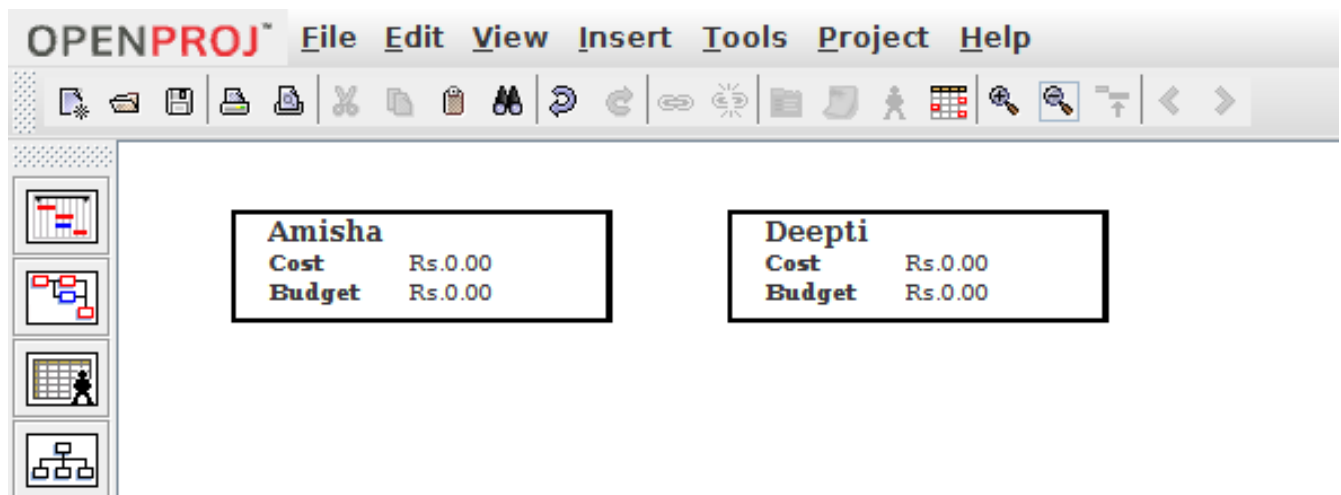 OPENPROJ™ File Edit View Insert Tools Project Help
Amisha
Cost Rs.0.00
Budget Rs.0.00
Deepti
Cost Rs.0.00
Budget Rs.0.00